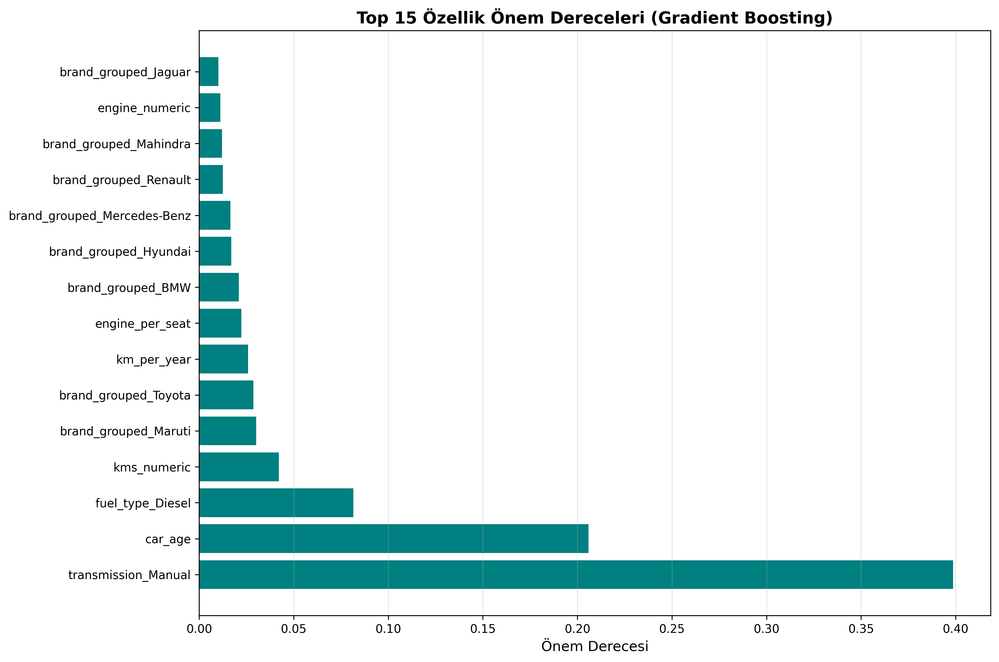 Top 15 Özellik Önem Dereceleri (Gradient Boosting)
brand_grouped_Jaguar
engine_numeric
brand_grouped_Mahindra
brand_grouped_Renault
brand_grouped_Mercedes-Benz
brand_grouped_Hyundai
brand_grouped_BMW
engine_per_seat
km_per_year
brand_grouped_Toyota
brand_grouped_Maruti
kms_numeric
fuel_type_Diesel
car_age
transmission_Manual
0.00 0.05 0.10 0.15 0.20 0.25 0.30 0.35 0.40
Önem Derecesi